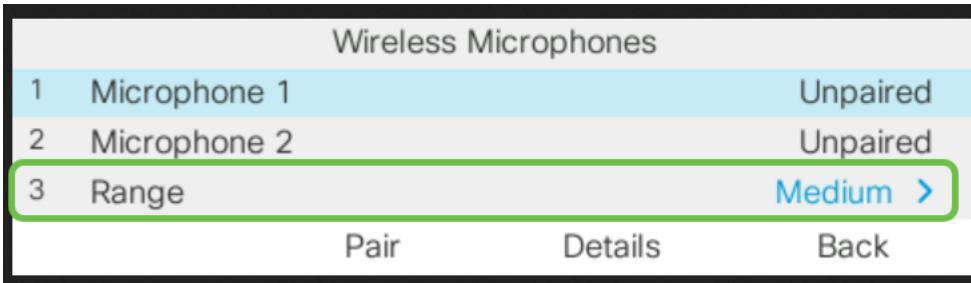 Wireless Microphones
1 Microphone 1 Unpaired
2 Microphone 2 Unpaired
3 Range Medium >
Pair Details Back